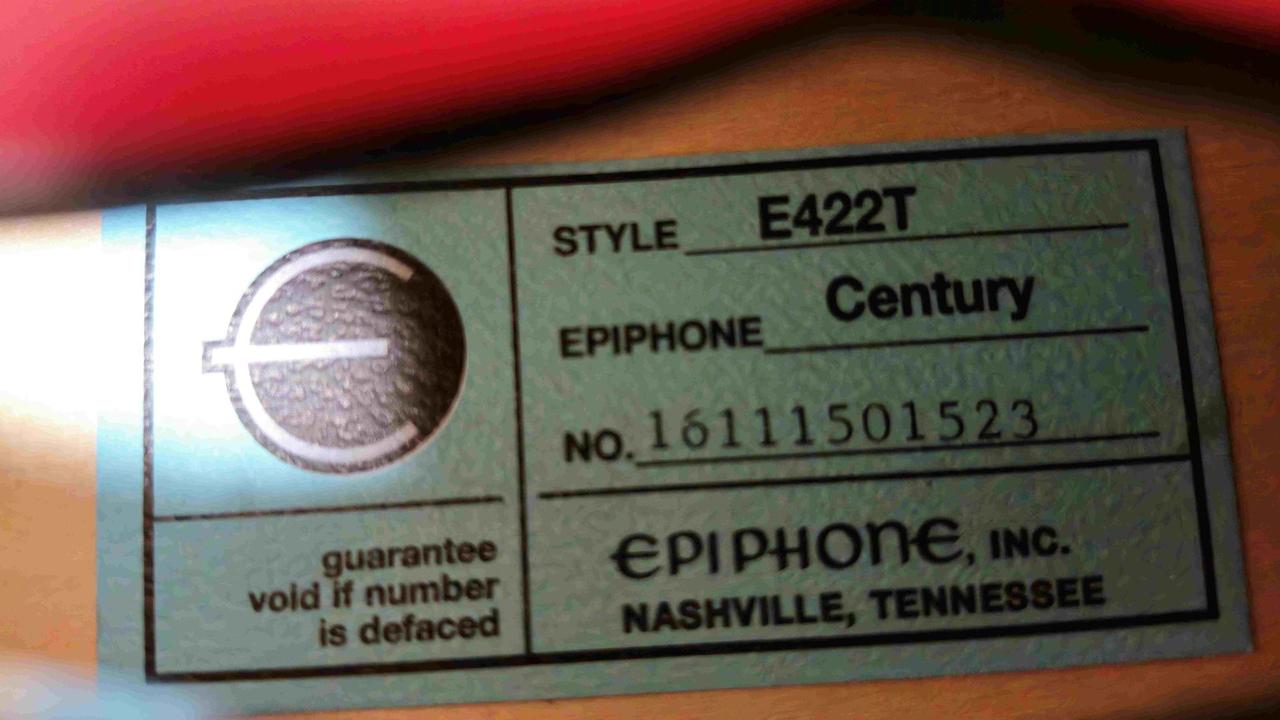 STYLE E422T
EPIPHONE Century
NO. 16111501523
guarantee
void if number
is defaced
EPIPHONE, INC.
NASHVILLE, TENNESSEE